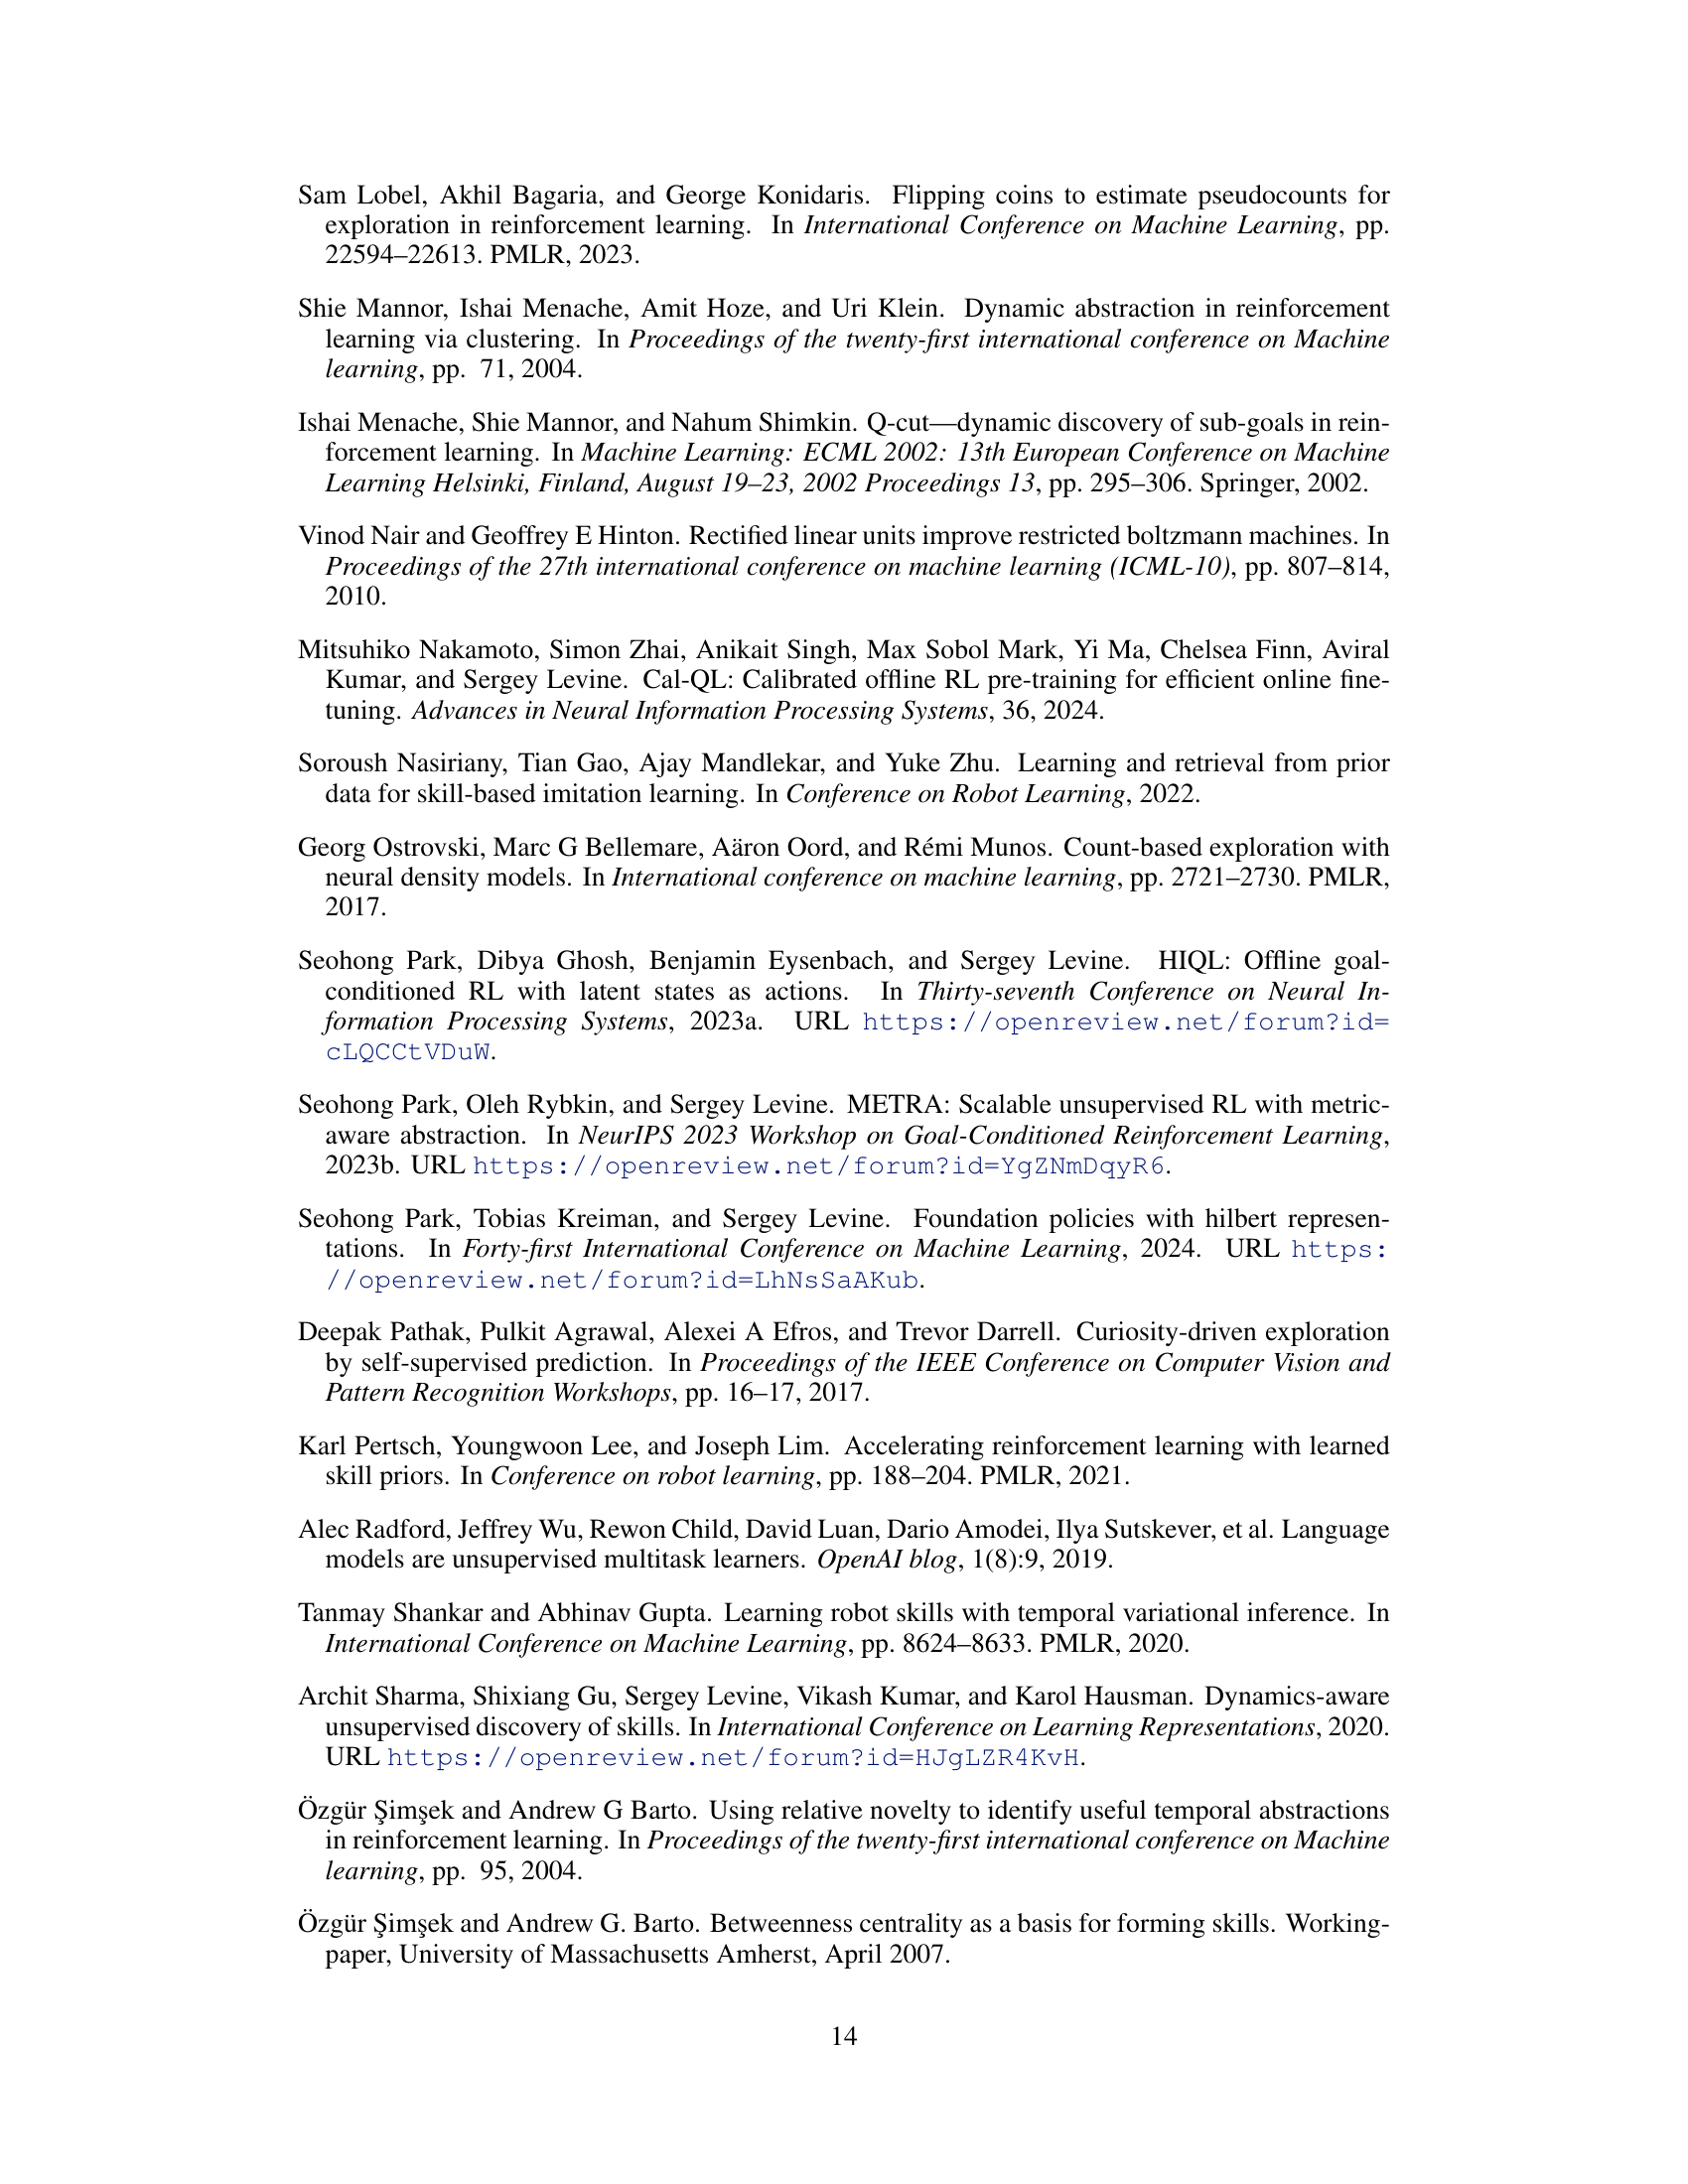 Sam Lobel, Akhil Bagaria, and George Konidaris. Flipping coins to estimate pseudocounts for
exploration in reinforcement learning. In International Conference on Machine Learning, pp.
22594–22613. PMLR, 2023.
Shie Mannor, Ishai Menache, Amit Hoze, and Uri Klein. Dynamic abstraction in reinforcement
learning via clustering. In Proceedings of the twenty-first international conference on Machine
learning, pp. 71, 2004.
Ishai Menache, Shie Mannor, and Nahum Shimkin. Q-cut—dynamic discovery of sub-goals in rein-
forcement learning. In Machine Learning: ECML 2002: 13th European Conference on Machine
Learning Helsinki, Finland, August 19–23, 2002 Proceedings 13, pp. 295–306. Springer, 2002.
Vinod Nair and Geoffrey E Hinton. Rectified linear units improve restricted boltzmann machines. In
Proceedings of the 27th international conference on machine learning (ICML-10), pp. 807–814,
2010.
Mitsuhiko Nakamoto, Simon Zhai, Anikait Singh, Max Sobol Mark, Yi Ma, Chelsea Finn, Aviral
Kumar, and Sergey Levine. Cal-QL: Calibrated offline RL pre-training for efficient online fine-
tuning. Advances in Neural Information Processing Systems, 36, 2024.
Soroush Nasiriany, Tian Gao, Ajay Mandlekar, and Yuke Zhu. Learning and retrieval from prior
data for skill-based imitation learning. In Conference on Robot Learning, 2022.
Georg Ostrovski, Marc G Bellemare, Aäron Oord, and Rémi Munos. Count-based exploration with
neural density models. In International conference on machine learning, pp. 2721–2730. PMLR,
2017.
Seohong Park, Dibya Ghosh, Benjamin Eysenbach, and Sergey Levine. HIQL: Offline goal-
conditioned RL with latent states as actions. In Thirty-seventh Conference on Neural In-
formation Processing Systems, 2023a. URL https://openreview.net/forum?id=
cLQCCtVDuW.
Seohong Park, Oleh Rybkin, and Sergey Levine. METRA: Scalable unsupervised RL with metric-
aware abstraction. In NeurIPS 2023 Workshop on Goal-Conditioned Reinforcement Learning,
2023b. URL https://openreview.net/forum?id=YgZNmDqyR6.
Seohong Park, Tobias Kreiman, and Sergey Levine. Foundation policies with hilbert represen-
tations. In Forty-first International Conference on Machine Learning, 2024. URL https:
//openreview.net/forum?id=LhNsSaAKub.
Deepak Pathak, Pulkit Agrawal, Alexei A Efros, and Trevor Darrell. Curiosity-driven exploration
by self-supervised prediction. In Proceedings of the IEEE Conference on Computer Vision and
Pattern Recognition Workshops, pp. 16–17, 2017.
Karl Pertsch, Youngwoon Lee, and Joseph Lim. Accelerating reinforcement learning with learned
skill priors. In Conference on robot learning, pp. 188–204. PMLR, 2021.
Alec Radford, Jeffrey Wu, Rewon Child, David Luan, Dario Amodei, Ilya Sutskever, et al. Language
models are unsupervised multitask learners. OpenAI blog, 1(8):9, 2019.
Tanmay Shankar and Abhinav Gupta. Learning robot skills with temporal variational inference. In
International Conference on Machine Learning, pp. 8624–8633. PMLR, 2020.
Archit Sharma, Shixiang Gu, Sergey Levine, Vikash Kumar, and Karol Hausman. Dynamics-aware
unsupervised discovery of skills. In International Conference on Learning Representations, 2020.
URL https://openreview.net/forum?id=HJgLZR4KvH.
Özgür Şimşek and Andrew G Barto. Using relative novelty to identify useful temporal abstractions
in reinforcement learning. In Proceedings of the twenty-first international conference on Machine
learning, pp. 95, 2004.
Özgür Şimşek and Andrew G. Barto. Betweenness centrality as a basis for forming skills. Working-
paper, University of Massachusetts Amherst, April 2007.
14